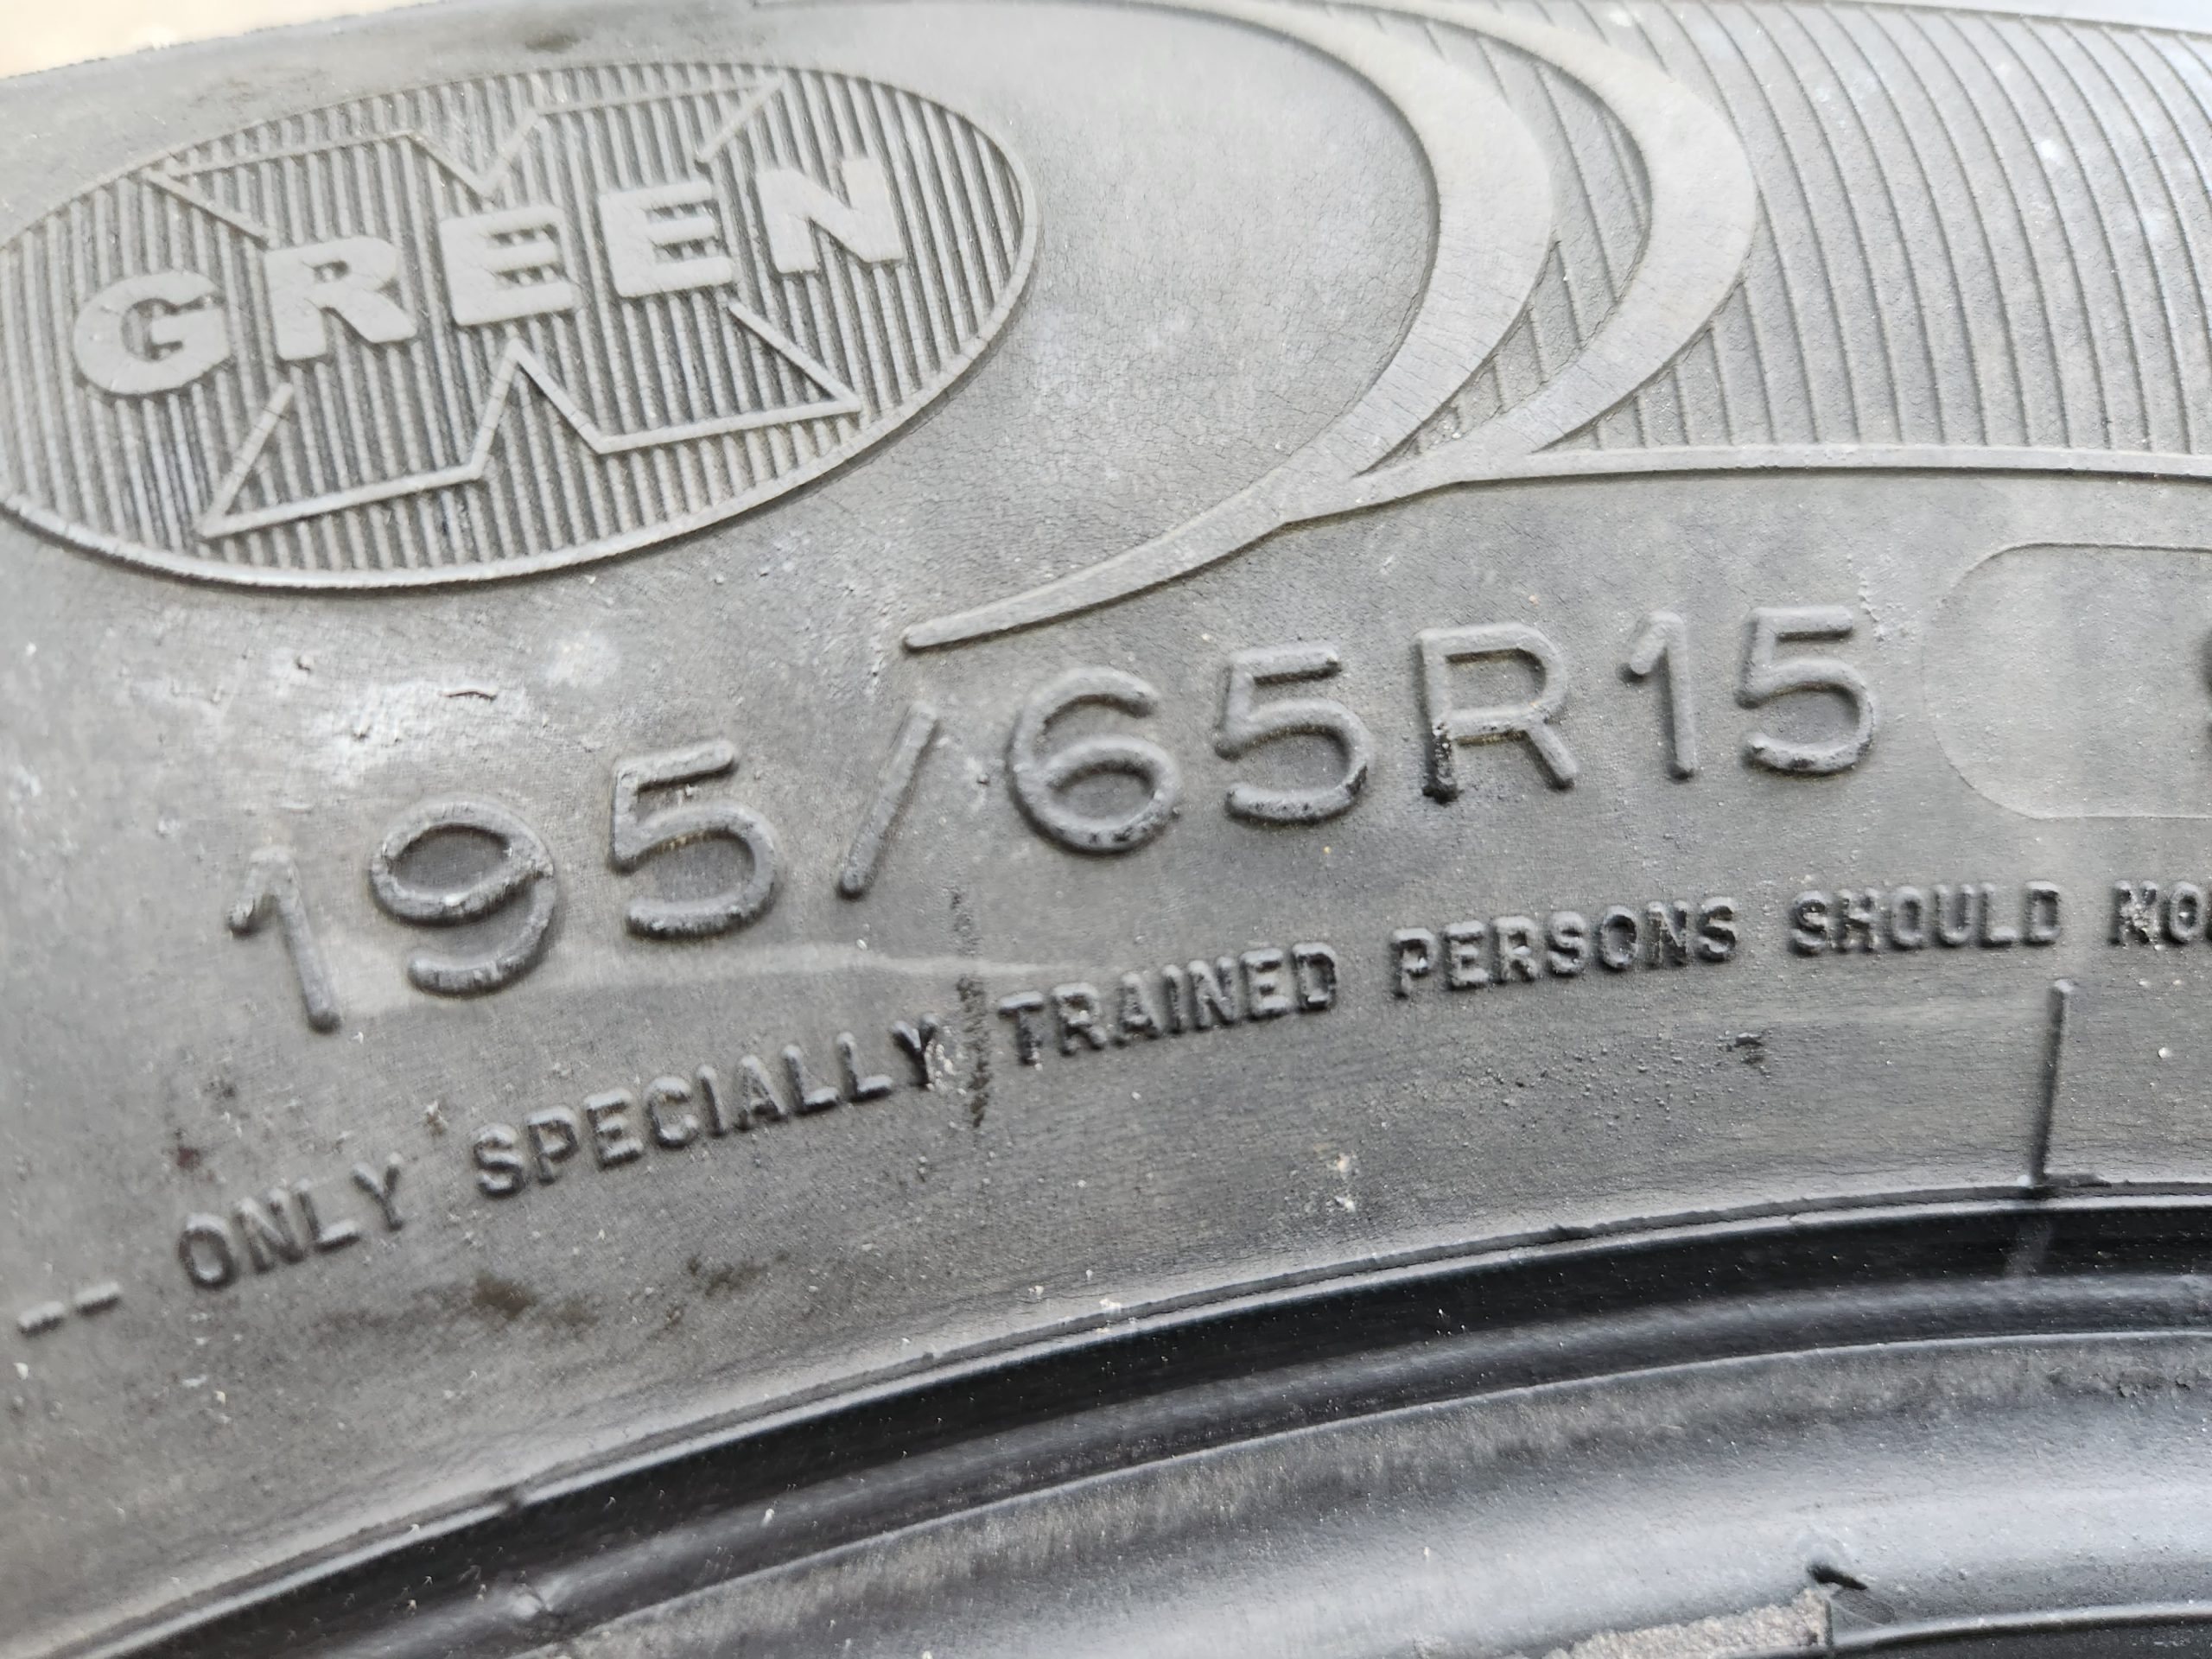 GREEN
195/65R15
-- ONLY SPECIALLY TRAINED PERSONS SHOULD